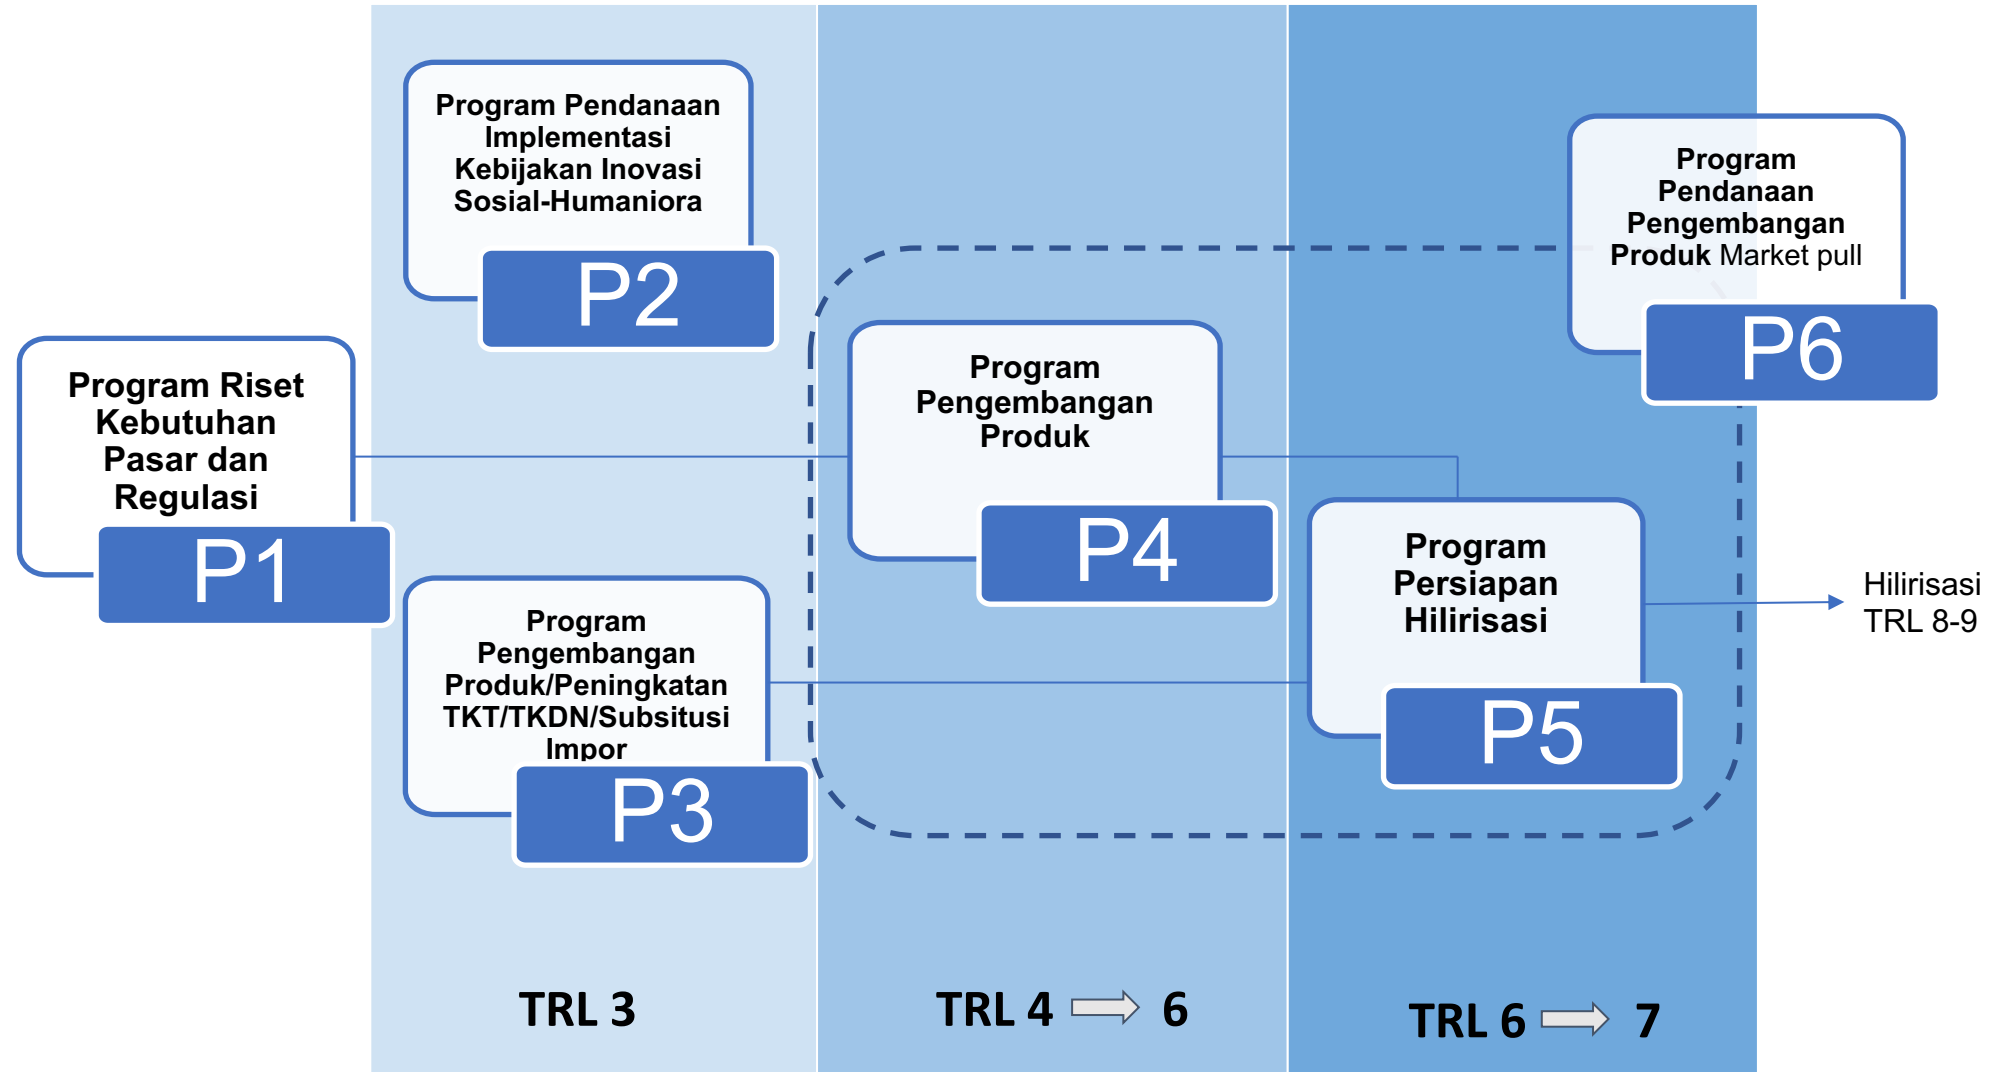 Program Pendanaan
Implementasi
Kebijakan Inovasi
Sosial-Humaniora
P2
Program
Pendanaan
Pengembangan
Produk Market pull
P6
Program Riset
Kebutuhan
Pasar dan
Regulasi
P1
Program
Pengembangan
Produk
P4
Program
Persiapan
Hilirisasi
P5
Hilirisasi
TRL 8-9
Program
Pengembangan
Produk/Peningkatan
TKT/TKDN/Subsitusi
Impor
P3
TRL 3
TRL 4 6
TRL 6 7